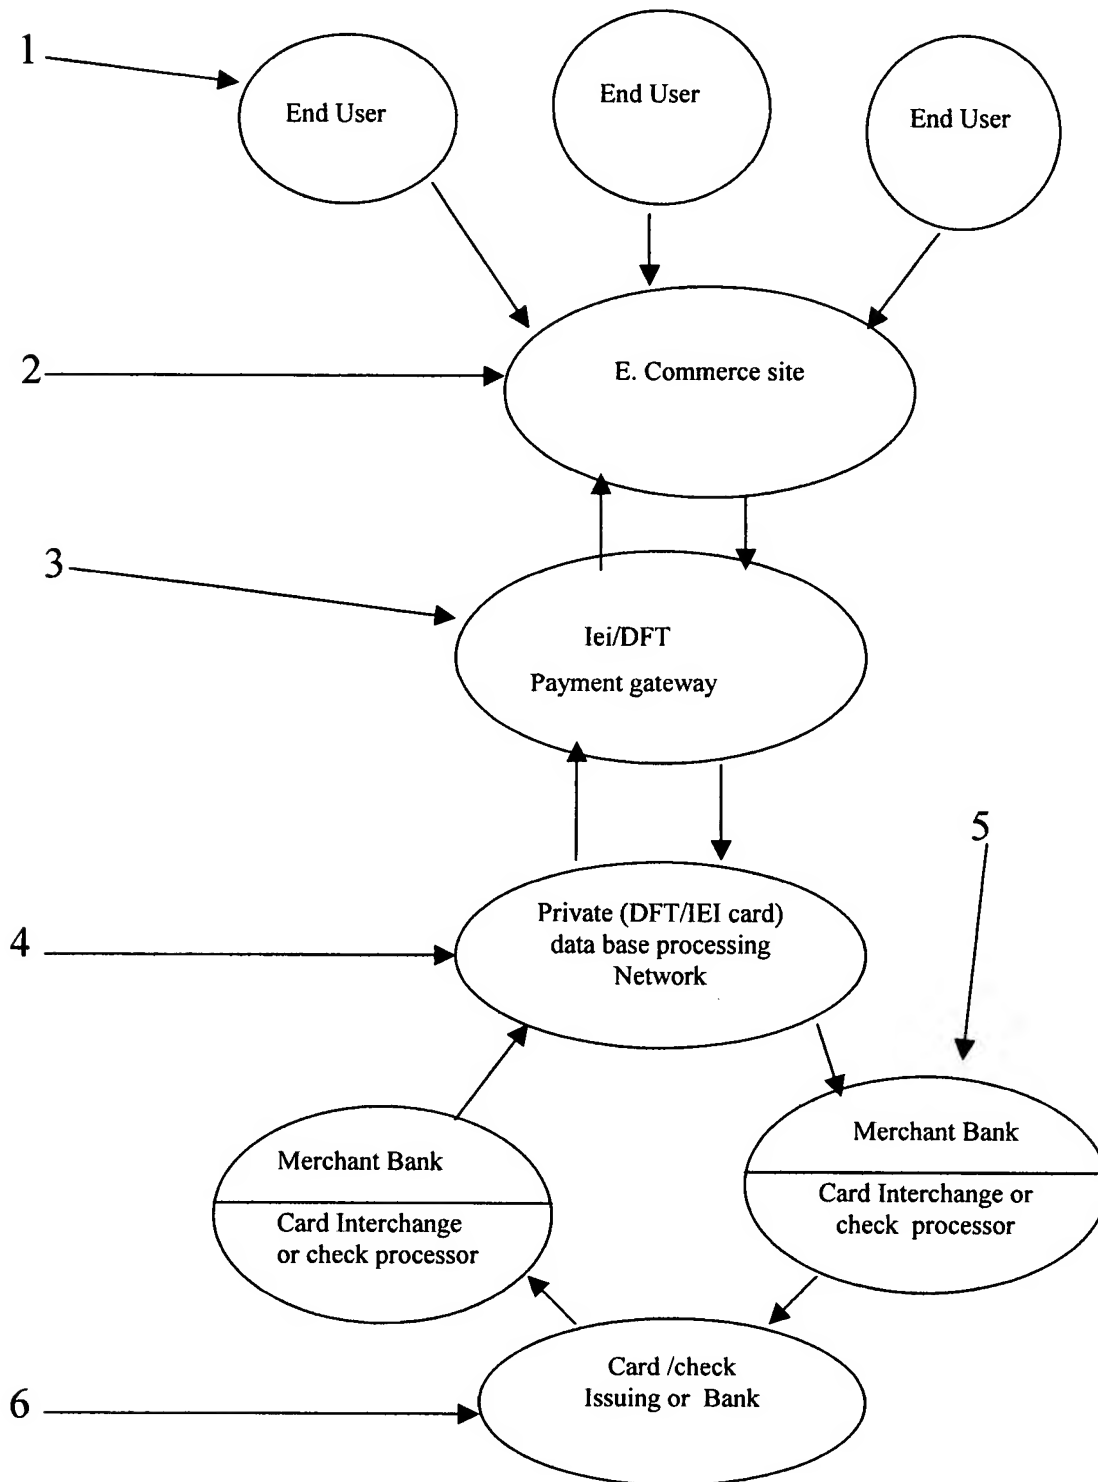 1
End User
End User
End User
2
E. Commerce site
3
Iei/DFT
Payment gateway
5
4
Private (DFT/IEI card)
data base processing
Network
Merchant Bank
Card Interchange or
check processor
Merchant Bank
Card Interchange
or check processor
6
Card /check
Issuing or Bank